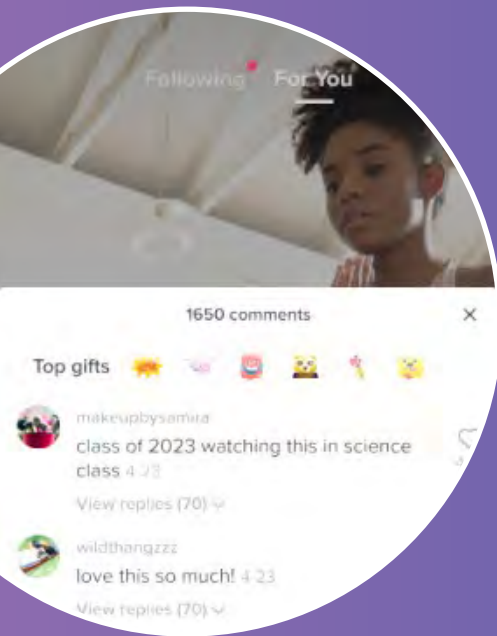 Following For You
1650 comments
Top gifts
makeupbysamira
class of 2023 watching this in science
class 4-23
View replies (70)
wildthangzzz
love this so much! 4-23
View replies (70)